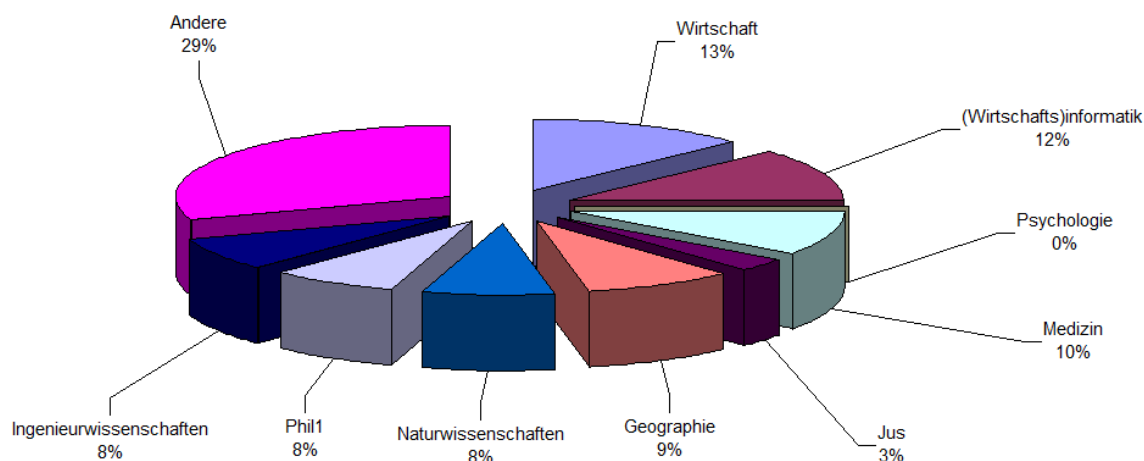 Andere
29%
Wirtschaft
13%
(Wirtschafts)informatik
12%
Psychologie
0%
Medizin
10%
Jus
3%
Geographie
9%
Naturwissenschaften
8%
Phil1
8%
Ingenieurwissenschaften
8%